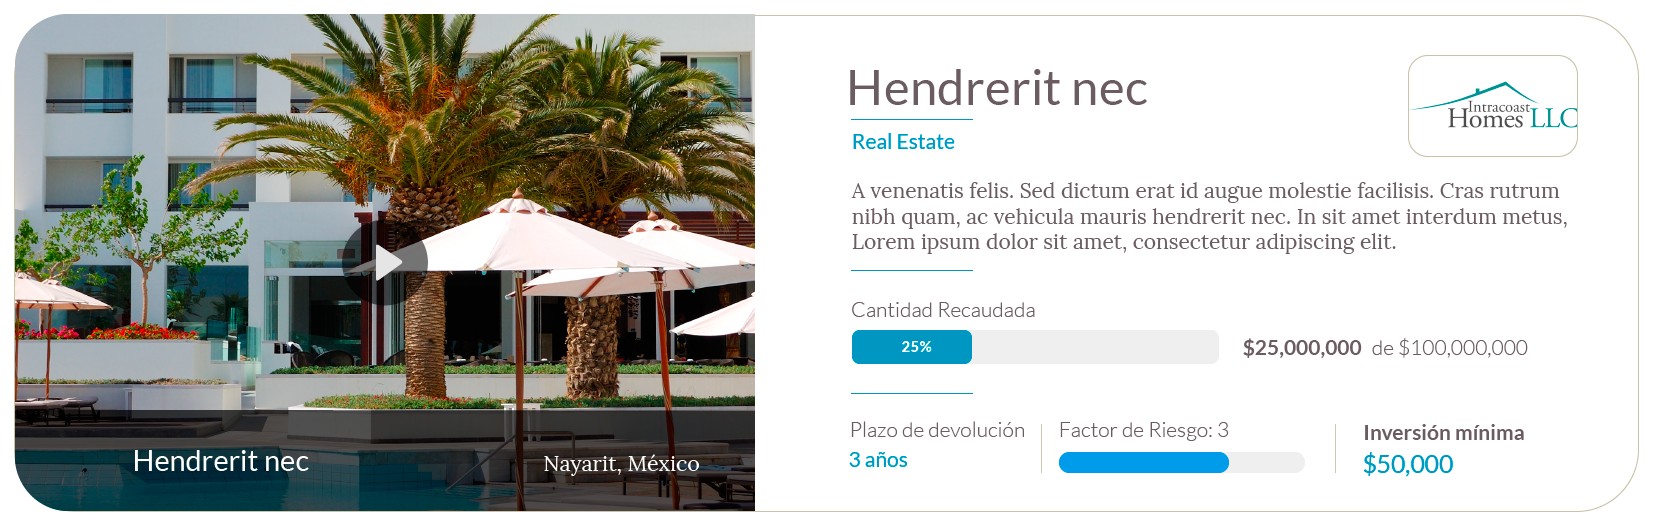 Hendrerit nec
Nayarit, México
Hendrerit nec
Real Estate
Intracoast
Homes LLC
A venenatis felis. Sed dictum erat id augue molestie facilisis. Cras rutrum
nibh quam, ac vehicula mauris hendrerit nec. In sit amet interdum metus,
Lorem ipsum dolor sit amet, consectetur adipiscing elit.
Cantidad Recaudada
25%
$25,000,000 de $100,000,000
Plazo de devolución
3 años
Factor de Riesgo: 3
Inversión mínima
$50,000